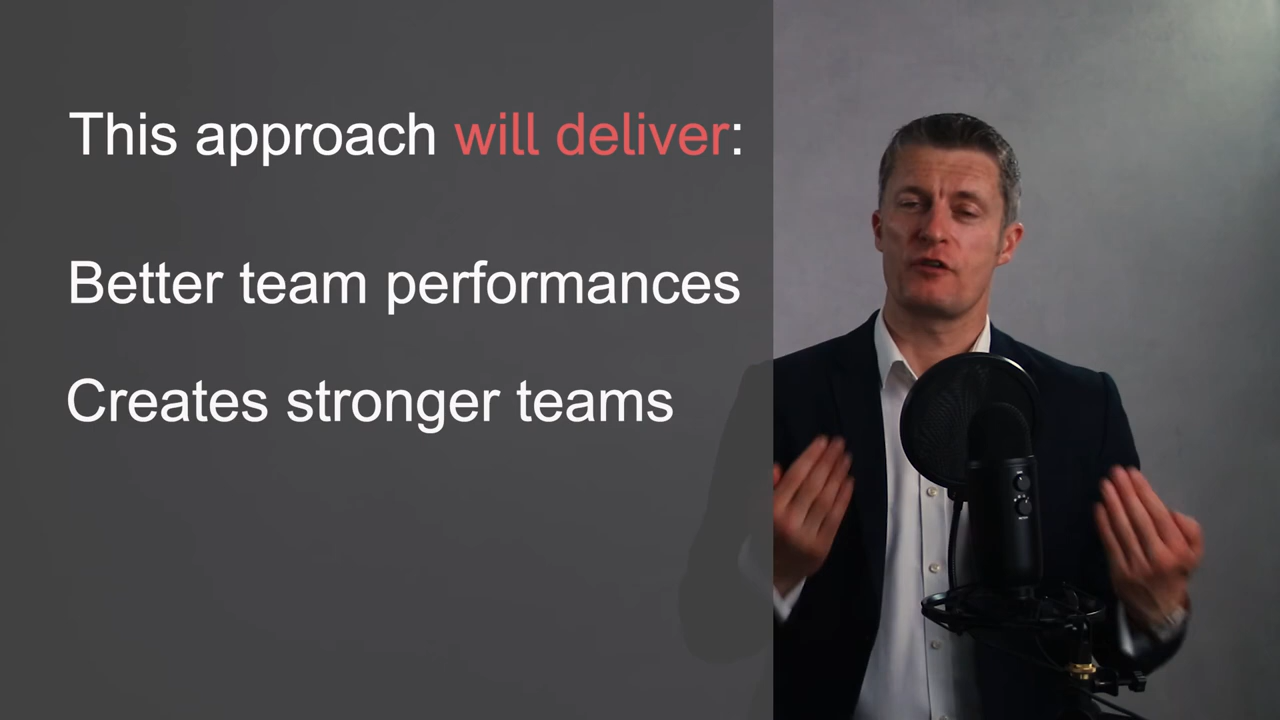 This approach will deliver:
Better team performances
Creates stronger teams